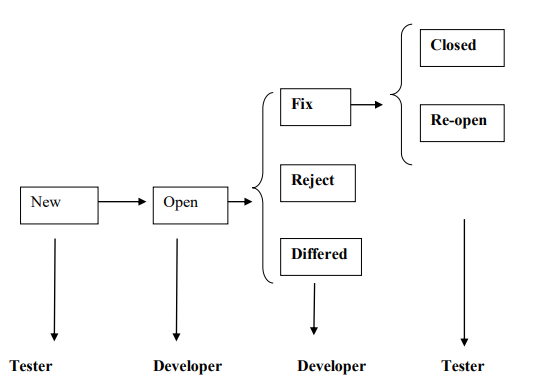 Closed
Fix
Re-open
Reject
New
Open
Differed
Tester
Developer
Developer
Tester